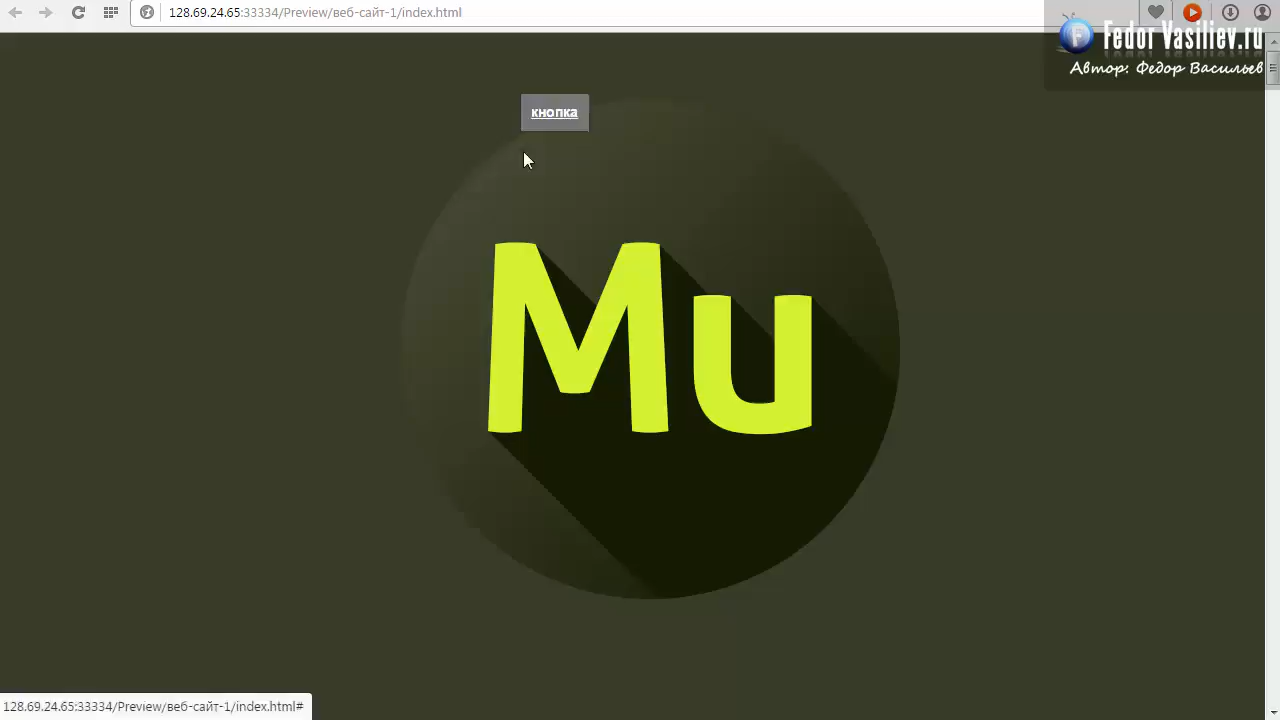 128.69.24.65:33334/Preview/веб-сайт-1/index.html
Fedor Vasiliev.ru
Автор: Федор Васильев
кнопка
Mu
128.69.24.65:33334/Preview/веб-сайт-1/index.html#